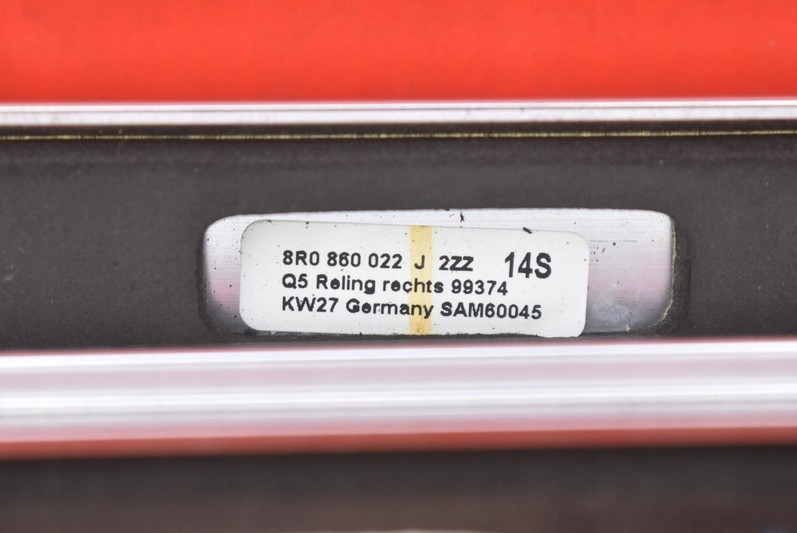 8R0 860 022 J 2ZZ 14S
Q5 Reling rechts 99374
KW27 Germany SAM60045